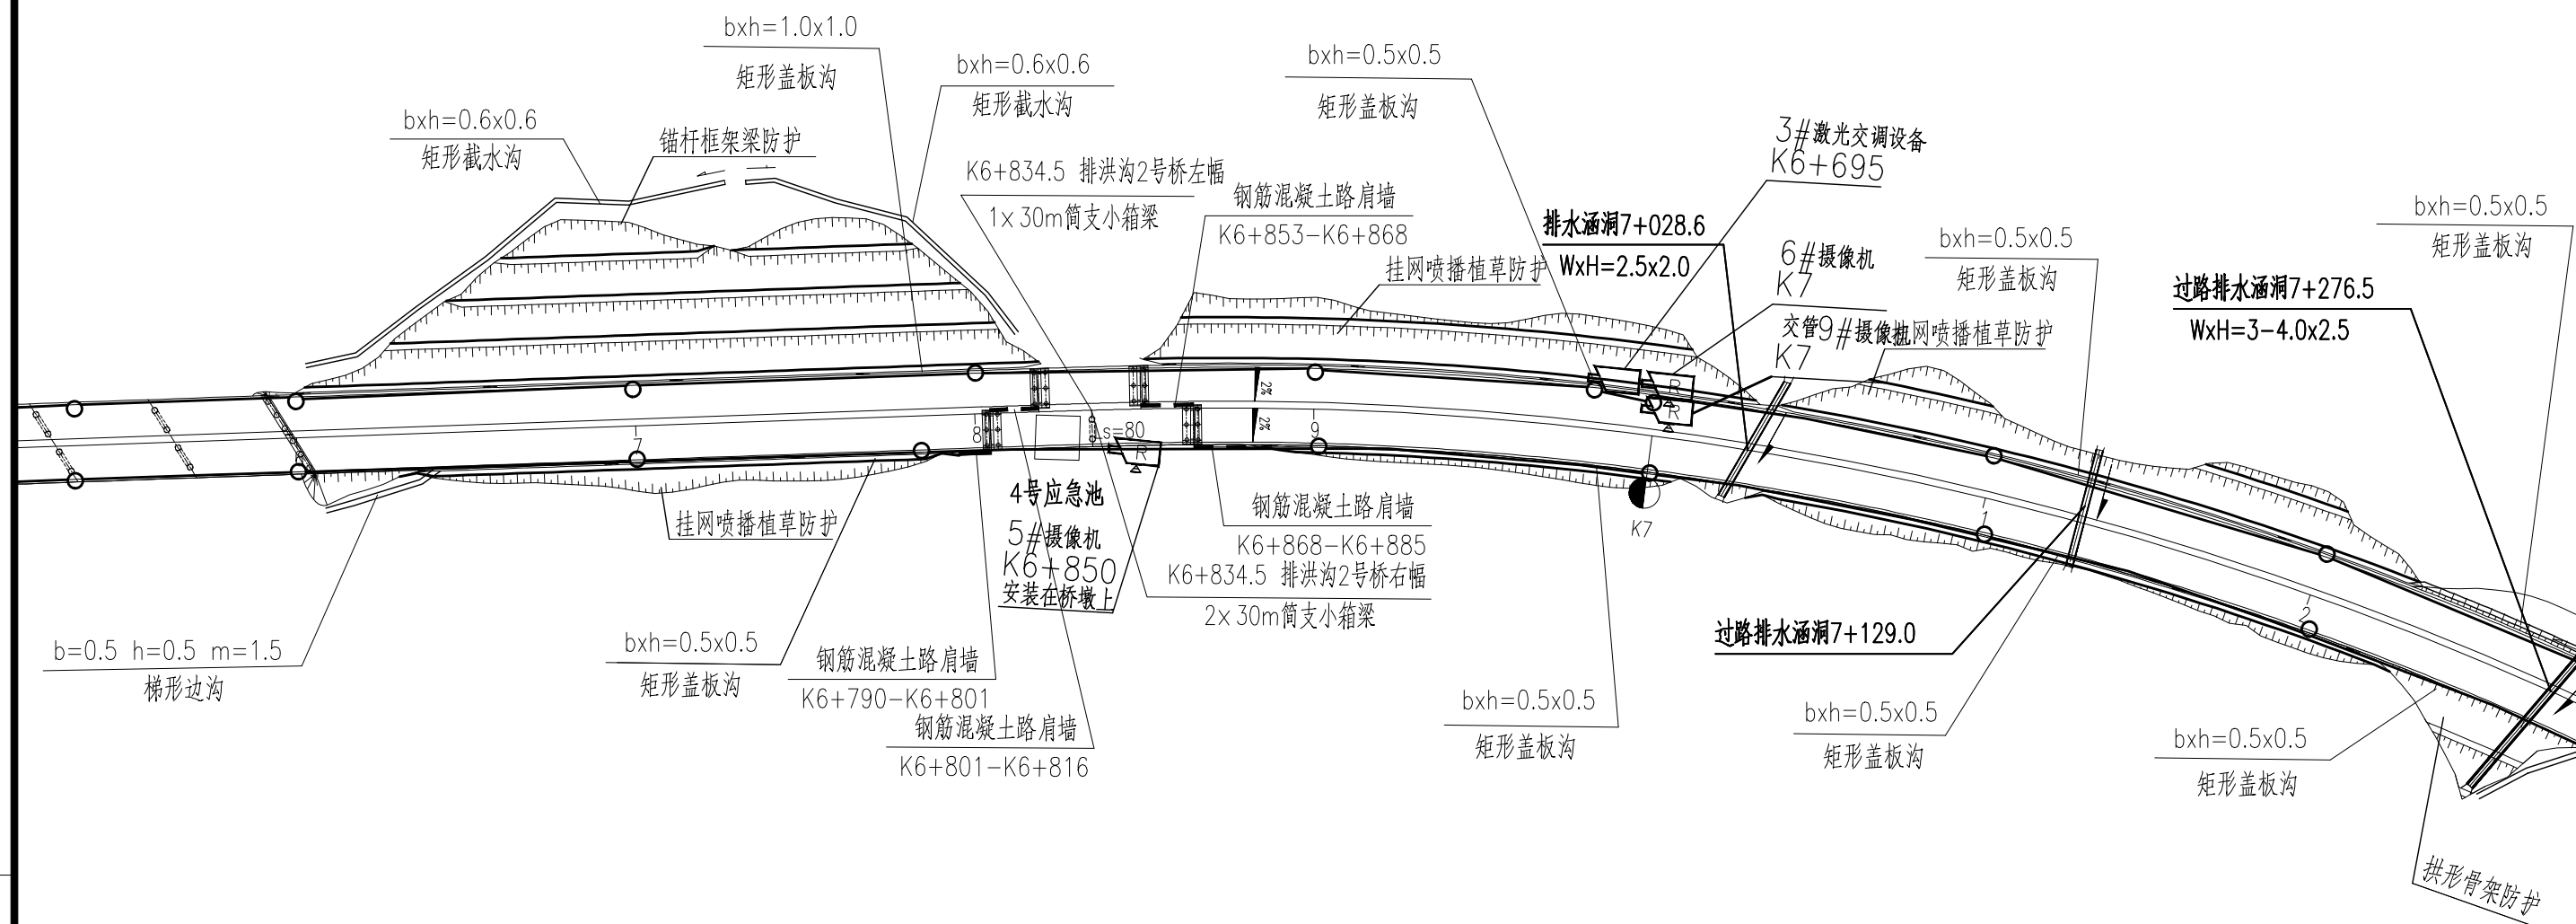 bxh=1.0x1.0
矩形盖板沟
bxh=0.6x0.6
矩形截水沟
bxh=0.5x0.5
矩形盖板沟
bxh=0.6x0.6
矩形截水沟
锚杆框架梁防护
K6+834.5 排洪沟2号桥左幅
1x30m简支小箱梁
钢筋混凝土路肩墙
K6+853-K6+868
3#激光交调设备
K6+695
排水涵洞7+028.6
WxH=2.5x2.0
挂网喷播植草防护
6#摄像机
K7
交管9#摄像机
K7
bxh=0.5x0.5
矩形盖板沟
挂网喷播植草防护
bxh=0.5x0.5
矩形盖板沟
过路排水涵洞7+276.5
WxH=3-4.0x2.5
2%
2%
R
R
7
8
Ls=80
R
9
K7
1
2
4号应急池
5#摄像机
K6+850
安装在桥墩上
挂网喷播植草防护
钢筋混凝土路肩墙
K6+868-K6+885
K6+834.5 排洪沟2号桥右幅
2x30m简支小箱梁
b=0.5 h=0.5 m=1.5
梯形边沟
bxh=0.5x0.5
矩形盖板沟
钢筋混凝土路肩墙
K6+790-K6+801
钢筋混凝土路肩墙
K6+801-K6+816
bxh=0.5x0.5
矩形盖板沟
过路排水涵洞7+129.0
bxh=0.5x0.5
矩形盖板沟
bxh=0.5x0.5
矩形盖板沟
拱形骨架防护